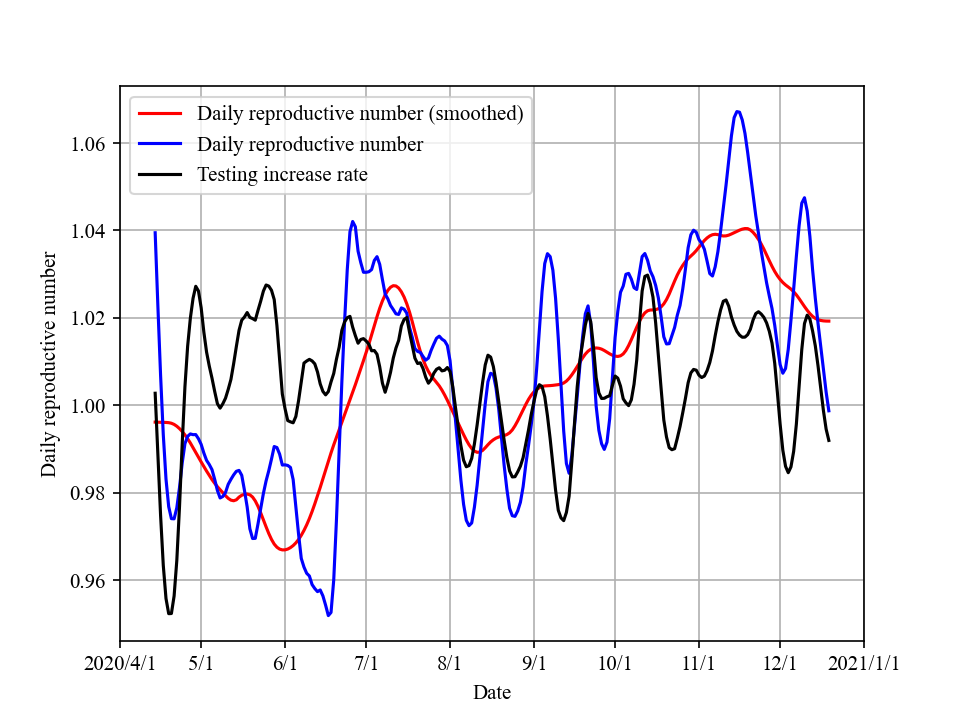 Daily reproductive number (smoothed)
Daily reproductive number
Testing increase rate
Daily reproductive number
1.06
1.04
1.02
1.00
0.98
0.96
2020/4/1 5/1 6/1 7/1 8/1 9/1 10/1 11/1 12/1 2021/1/1
Date